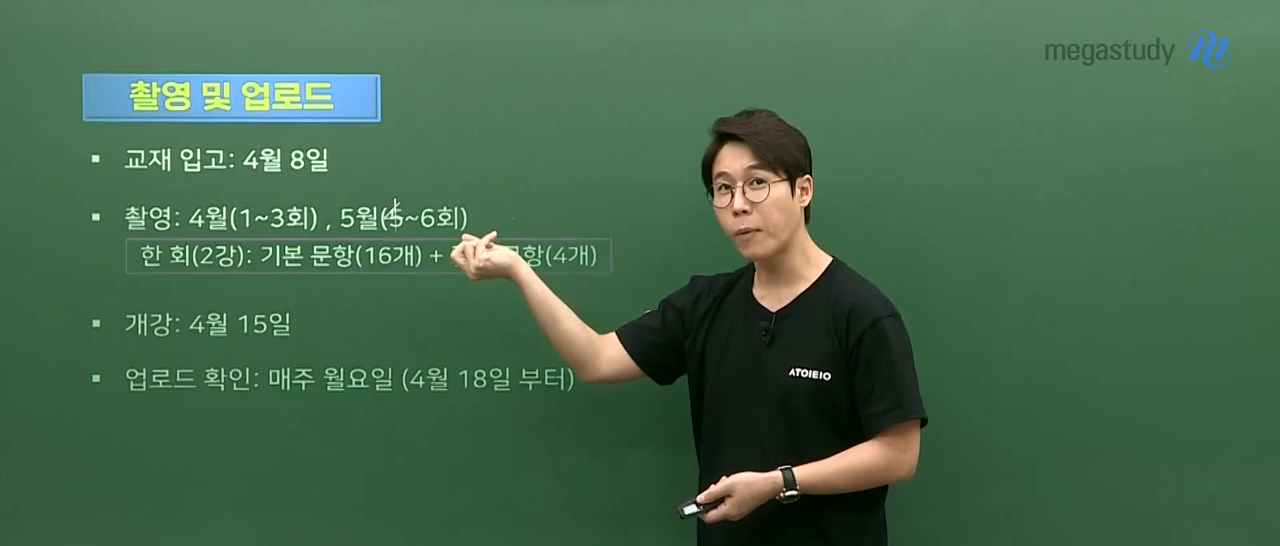 megastudy
촬영 및 업로드
▪ 교재 입고: 4월 8일
▪ 촬영: 4월(1~3회) , 5월(4~6회)
한 회(2강): 기본 문항(16개) + 문항(4개)
▪ 개강: 4월 15일
▪ 업로드 확인: 매주 월요일 (4월 18일 부터)
ATOIEIO